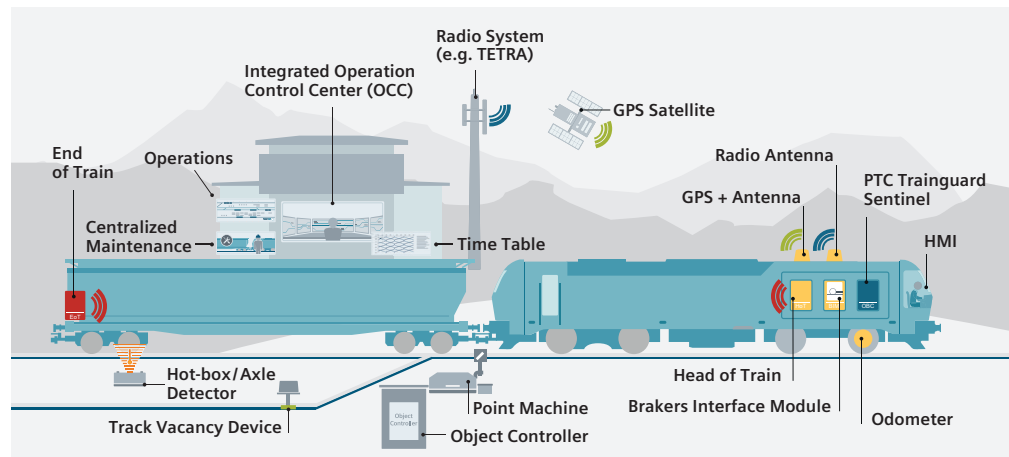 Radio System
(e.g. TETRA)
Integrated Operation
Control Center (OCC)
GPS Satellite
End
of Train
Operations
Radio Antenna
PTC Trainguard
Sentinel
GPS + Antenna
Centralized
Maintenance
Time Table
HMI
EoT
OBC
Hot-box/Axle
Detector
Head of Train
Point Machine
Brakers Interface Module
Odometer
Track Vacancy Device
Object
Controller
Object Controller